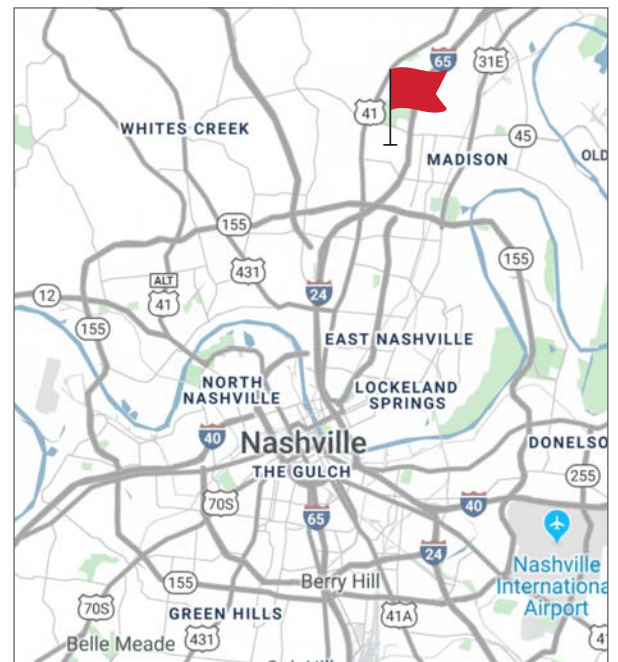 65
31E
41
WHITES CREEK
45
MADISON
OLD
155
155
431
ALT
41
24
12
155
EAST NASHVILLE
NORTH
NASHVILLE
LOCKELAND
SPRINGS
40
Nashville
DONELSO
THE GULCH
255
70S
65
40
24
Nashville
Internationa
Airport
155
Berry Hill
70S
GREEN HILLS
41A
431
Belle Meade
41